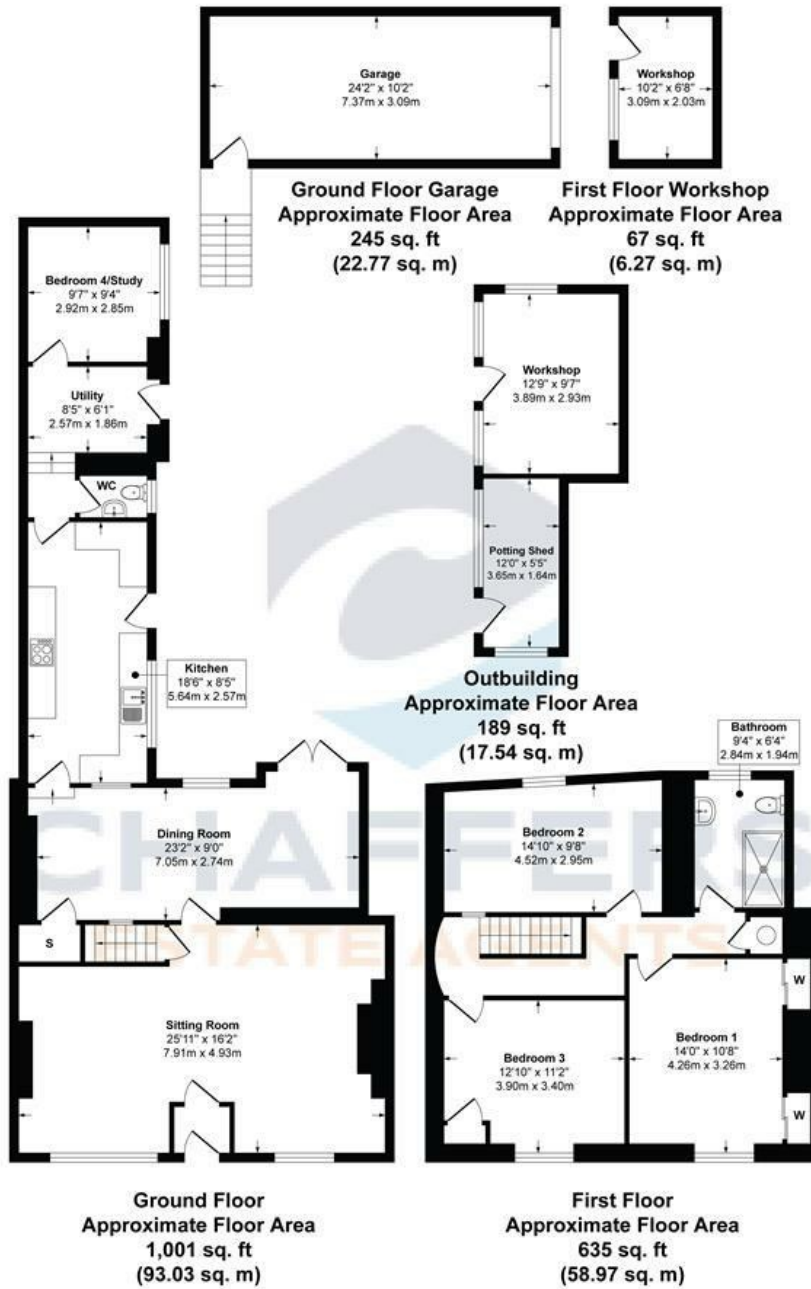 Garage
24'2" x 10'2"
7.37m x 3.09m
Workshop
10'2" x 6'8"
3.09m x 2.03m
Ground Floor Garage
Approximate Floor Area
245 sq. ft
(22.77 sq. m)
First Floor Workshop
Approximate Floor Area
67 sq. ft
(6.27 sq. m)
Bedroom 4/Study
9'7" x 9'4"
2.92m x 2.85m
Utility
8'5" x 6'1"
2.57m x 1.86m
WC
Workshop
12'9" x 9'7"
3.89m x 2.93m
Potting Shed
12'0" x 5'5"
3.65m x 1.64m
Kitchen
18'6" x 8'5"
5.64m x 2.57m
Outbuilding
Approximate Floor Area
189 sq. ft
(17.54 sq. m)
Bathroom
9'4" x 6'4"
2.84m x 1.94m
Dining Room
23'2" x 9'0"
7.05m x 2.74m
Bedroom 2
14'10" x 9'8"
4.52m x 2.95m
CHAFFERS
ESTATE AGENTS
S
Sitting Room
25'11" x 16'2"
7.91m x 4.93m
Bedroom 3
12'10" x 11'2"
3.90m x 3.40m
Bedroom 1
14'0" x 10'8"
4.26m x 3.26m
W
W
Ground Floor
Approximate Floor Area
1,001 sq. ft
(93.03 sq. m)
First Floor
Approximate Floor Area
635 sq. ft
(58.97 sq. m)